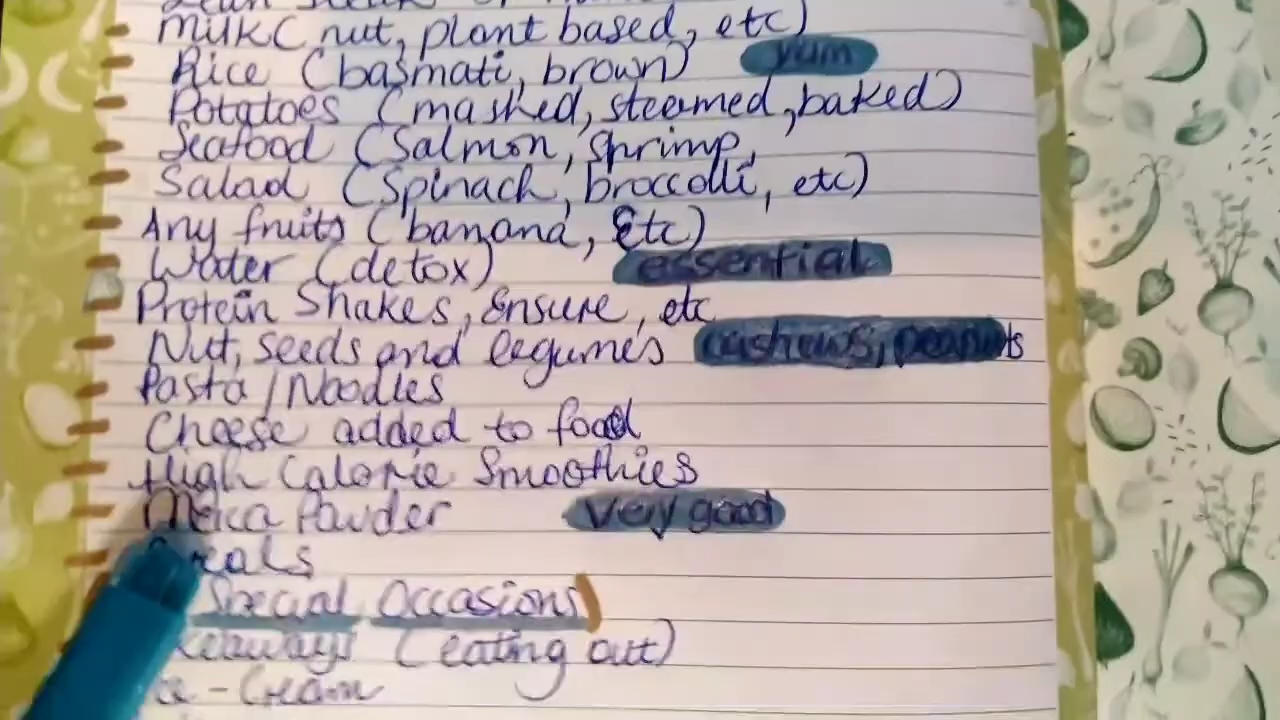 Milk ( nut, plant based, etc)
Rice (basmati, brown) yum
Potatoes (mashed, steamed, baked)
Seafood (Salmon, shrimp,
Salad (Spinach, broccolli, etc)
Any fruits (banana, etc)
Water (detox) essential
Protein Shakes, Ensure, etc
Nut, seeds and legumes cashews, peanuts
Pasta / Noodles
Cheese added to food
High Calorie Smoothies
Powder very good
Special Occasions
(eating out)
Cream